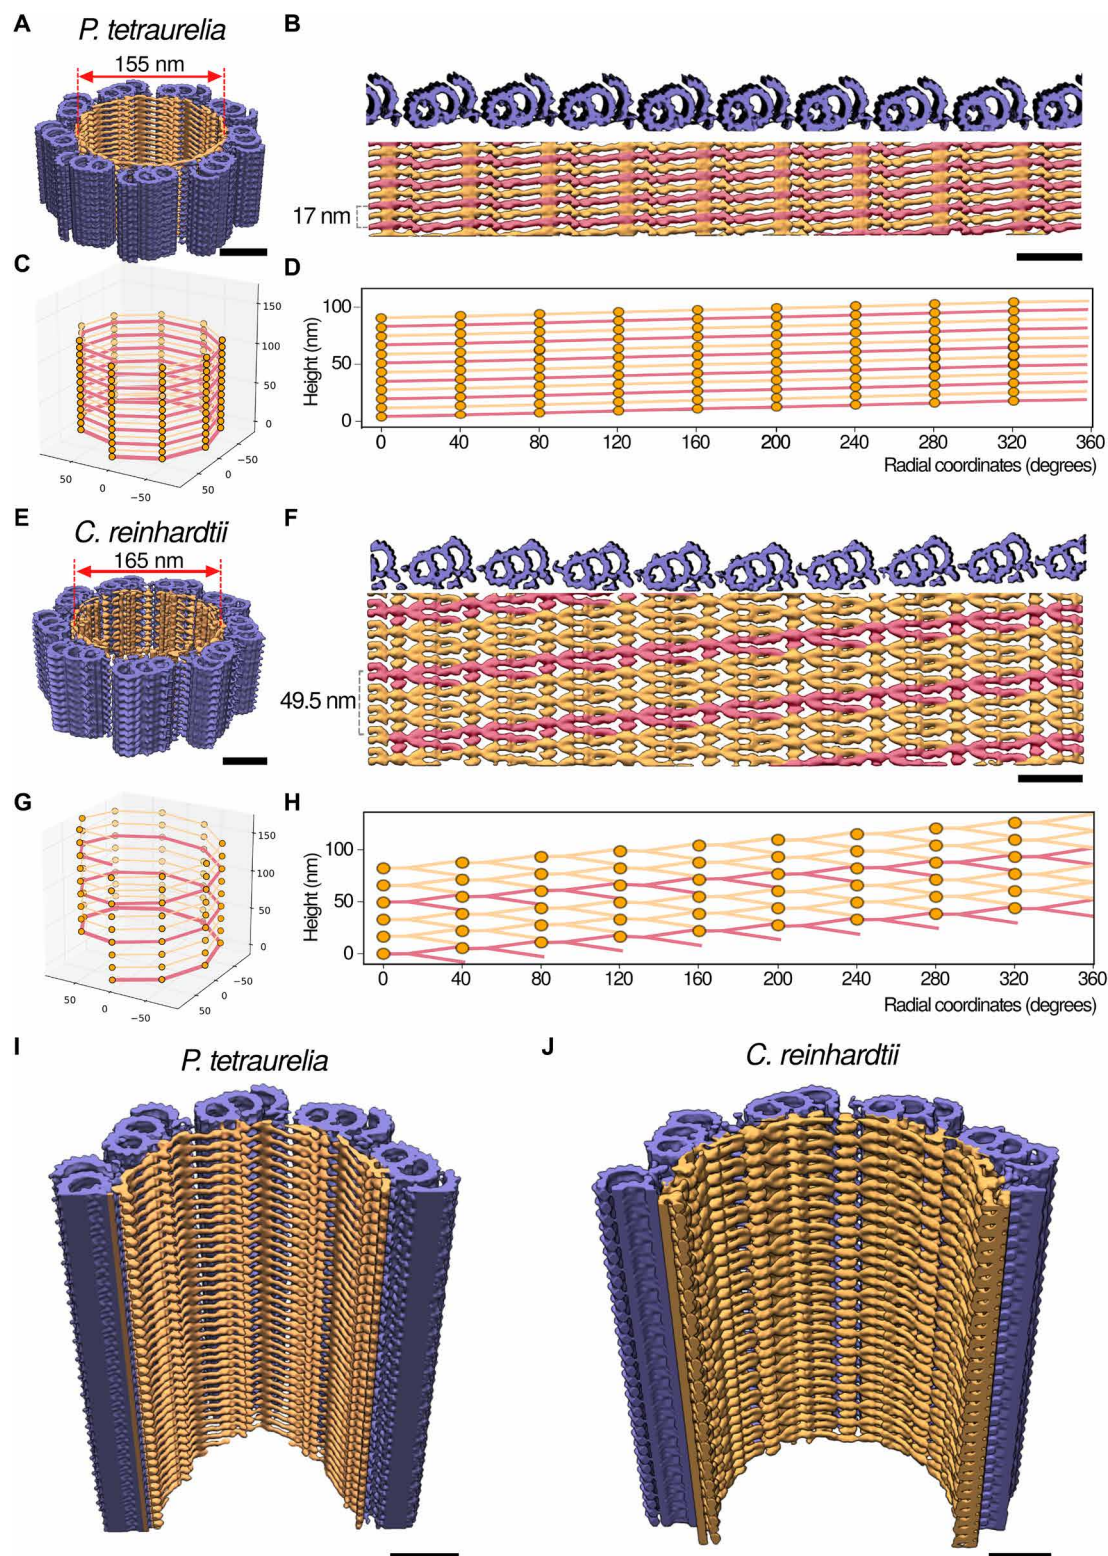 A
P. tetraurelia
155 nm
B
17 nm
C
150
100
50
0
−50
0
50
50
0
−50
D
Height (nm)
100
50
0
0 40 80 120 160 200 240 280 320 360
Radial coordinates (degrees)
E
C. reinhardtii
165 nm
F
49.5 nm
G
150
100
50
0
−50
0
50
50
0
−50
H
Height (nm)
100
50
0
0 40 80 120 160 200 240 280 320 360
Radial coordinates (degrees)
I
P. tetraurelia
J
C. reinhardtii